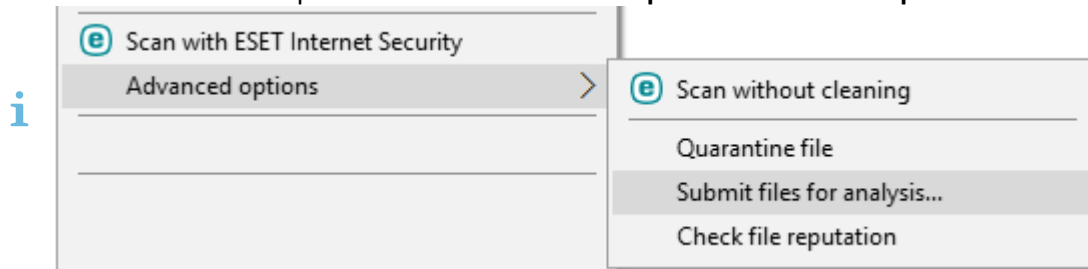 Scan with ESET Internet Security
Advanced options
Scan without cleaning
Quarantine file
Submit files for analysis...
Check file reputation